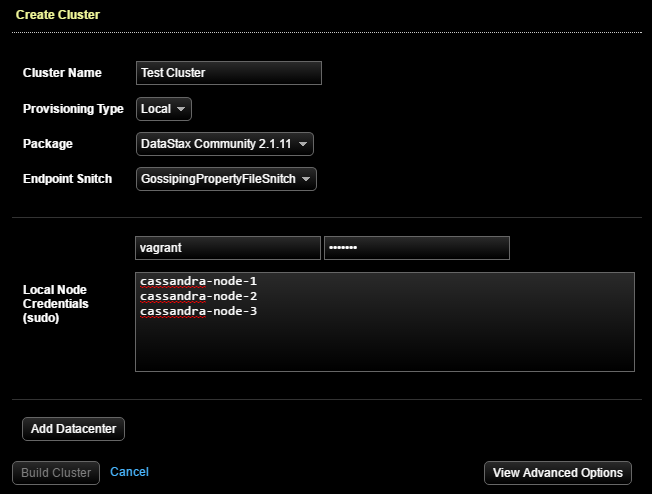 Create Cluster
Cluster Name Test Cluster
Provisioning Type Local
Package DataStax Community 2.1.11
Endpoint Snitch GossipingPropertyFileSnitch
vagrant •••••••
Local Node
Credentials
(sudo)
cassandra-node-1
cassandra-node-2
cassandra-node-3
Add Datacenter
Build Cluster Cancel View Advanced Options